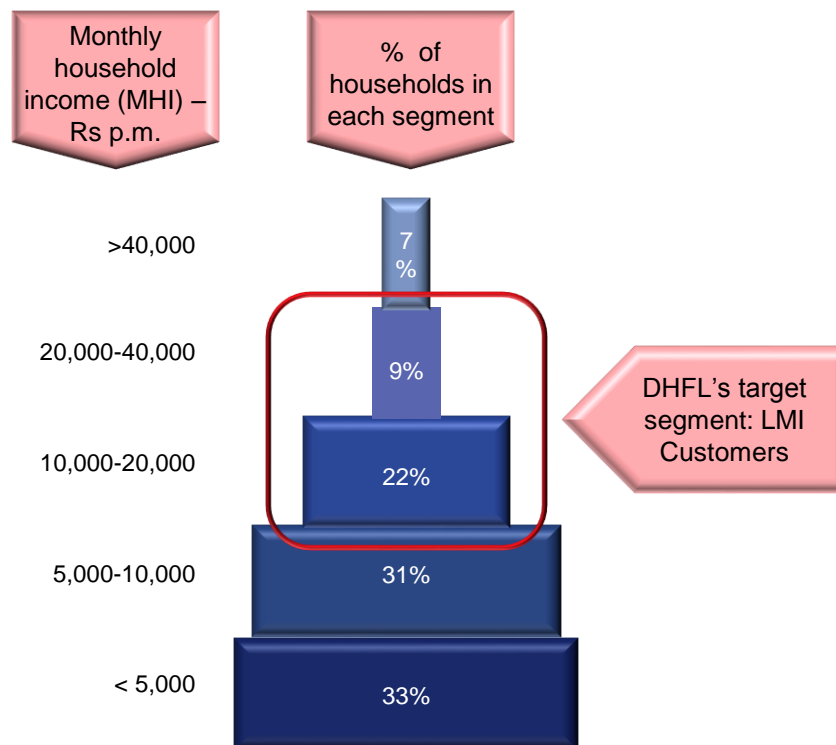 Monthly
household
income (MHI) –
Rs p.m.
% of
households in
each segment
>40,000
7
%
20,000-40,000
9%
10,000-20,000
22%
5,000-10,000
31%
< 5,000
33%
DHFL’s target
segment: LMI
Customers